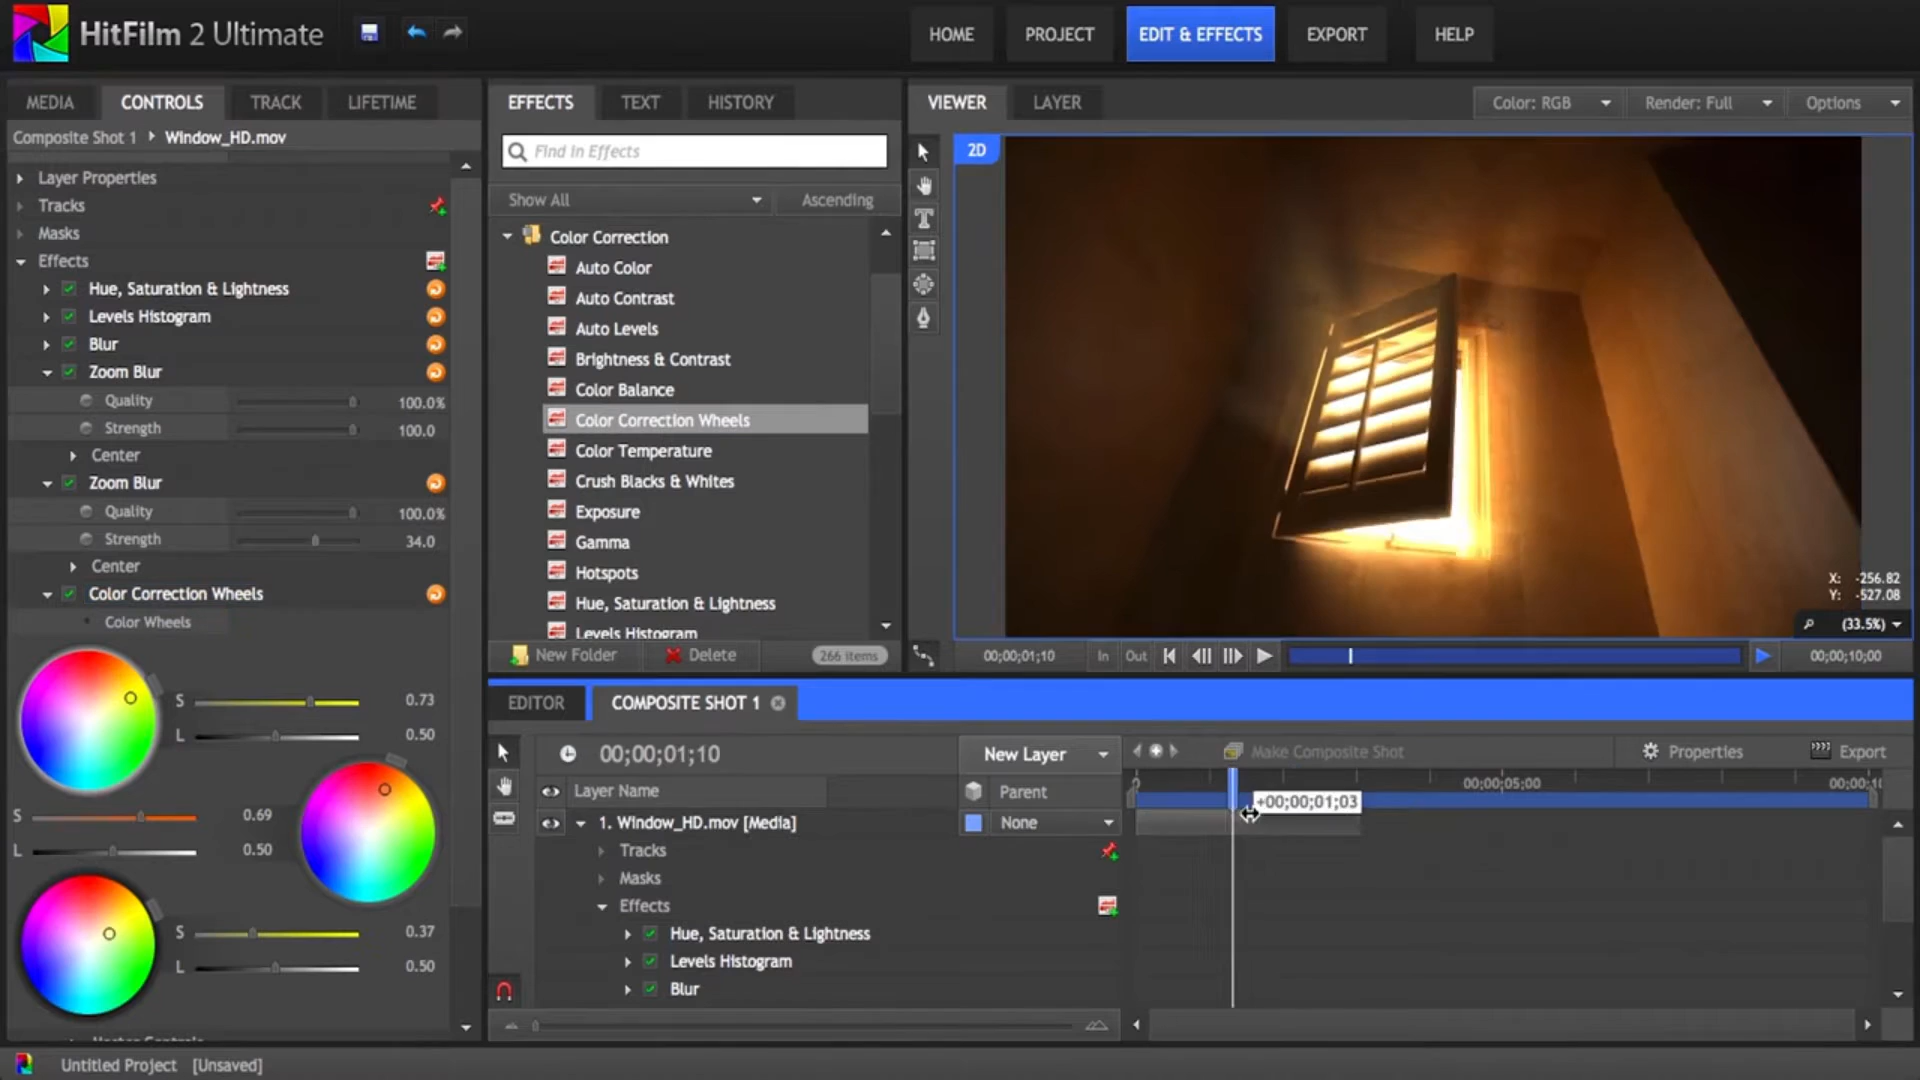 HitFilm 2 Ultimate
HOME PROJECT EDIT & EFFECTS EXPORT HELP
MEDIA CONTROLS TRACK LIFETIME
Composite Shot 1 Window_HD.mov
Layer Properties
Tracks
Masks
Effects
Hue, Saturation & Lightness
Levels Histogram
Blur
Zoom Blur
Quality 100.0%
Strength 100.0
Center
Zoom Blur
Quality 100.0%
Strength 34.0
Center
Color Correction Wheels
Color Wheels
S 0.73
L 0.50
S 0.69
L 0.50
S 0.37
L 0.50
EFFECTS TEXT HISTORY
Find In Effects
Show All Ascending
Color Correction
Auto Color
Auto Contrast
Auto Levels
Brightness & Contrast
Color Balance
Color Correction Wheels
Color Temperature
Crush Blacks & Whites
Exposure
Gamma
Hotspots
Hue, Saturation & Lightness
Levels Histogram
New Folder Delete 266 items
VIEWER LAYER Color: RGB Render: Full Options
2D
X: -256.82
Y: -527.08
(33.5%)
00;00;01;10 In Out 00;00;10;00
EDITOR COMPOSITE SHOT 1
00;00;01;10 New Layer Make Composite Shot Properties Export
Layer Name Parent 0 00;00;05;00 00;00;10
1. Window_HD.mov [Media] None +00;00;01;03
Tracks
Masks
Effects
Hue, Saturation & Lightness
Levels Histogram
Blur
Untitled Project [Unsaved]